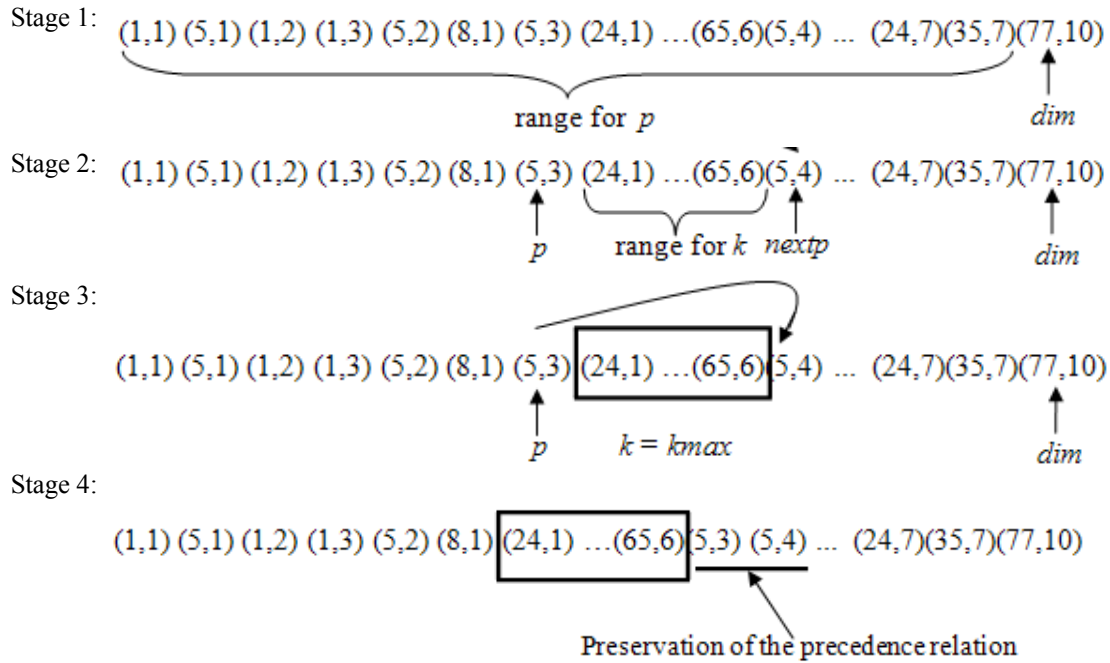 Stage 1: (1,1) (5,1) (1,2) (1,3) (5,2) (8,1) (5,3) (24,1) ...(65,6)(5,4) ... (24,7)(35,7)(77,10)
range for p
dim
Stage 2: (1,1) (5,1) (1,2) (1,3) (5,2) (8,1) (5,3) (24,1) ...(65,6)(5,4) ... (24,7)(35,7)(77,10)
p range for k nextp dim
Stage 3:
(1,1) (5,1) (1,2) (1,3) (5,2) (8,1) (5,3) (24,1) ...(65,6)(5,4) ... (24,7)(35,7)(77,10)
p k = kmax dim
Stage 4:
(1,1) (5,1) (1,2) (1,3) (5,2) (8,1) (24,1) ...(65,6)(5,3) (5,4) ... (24,7)(35,7)(77,10)
Preservation of the precedence relation